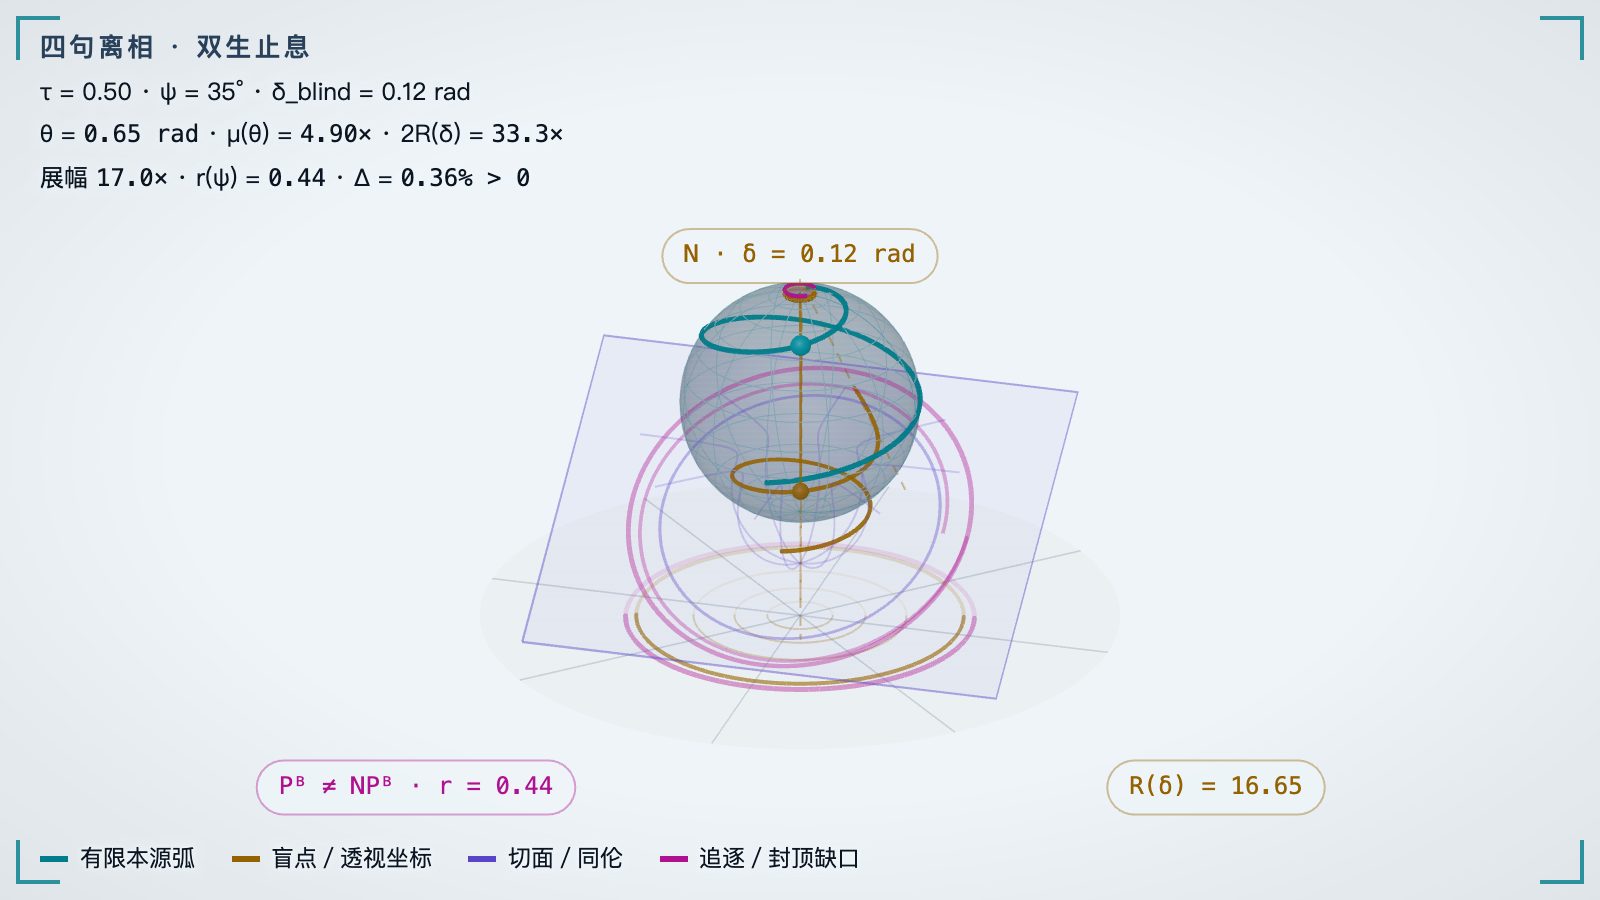 四句离相 · 双生止息
τ = 0.50 · ψ = 35° · δ_blind = 0.12 rad
θ = 0.65 rad · μ(θ) = 4.90× · 2R(δ) = 33.3×
展幅 17.0× · r(ψ) = 0.44 · Δ = 0.36% > 0
N · δ = 0.12 rad
Pᴮ ≠ NPᴮ · r = 0.44
R(δ) = 16.65
有限本源弧
盲点 / 透视坐标
切面 / 同伦
追逐 / 封顶缺口